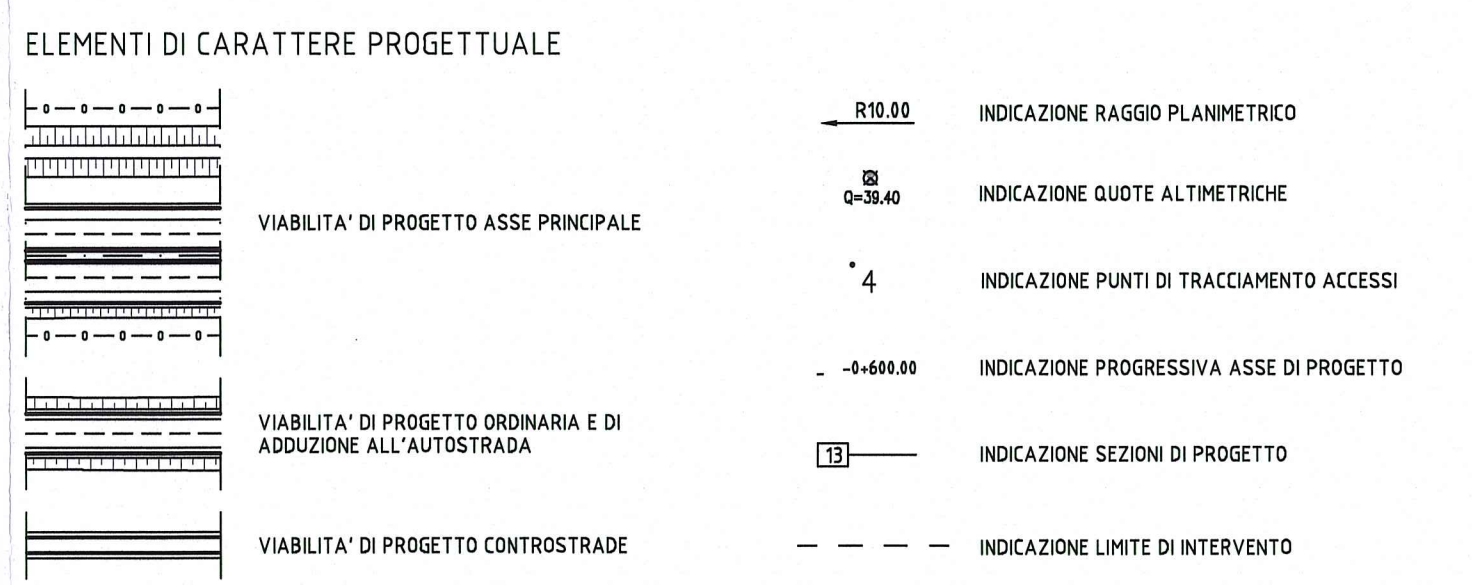 ELEMENTI DI CARATTERE PROGETTUALE
VIABILITA' DI PROGETTO ASSE PRINCIPALE
VIABILITA' DI PROGETTO ORDINARIA E DI
ADDUZIONE ALL'AUTOSTRADA
VIABILITA' DI PROGETTO CONTROSTRADE
R10.00
INDICAZIONE RAGGIO PLANIMETRICO
Q=39.40
INDICAZIONE QUOTE ALTIMETRICHE
4
INDICAZIONE PUNTI DI TRACCIAMENTO ACCESSI
-0+600.00
INDICAZIONE PROGRESSIVA ASSE DI PROGETTO
13
INDICAZIONE SEZIONI DI PROGETTO
INDICAZIONE LIMITE DI INTERVENTO